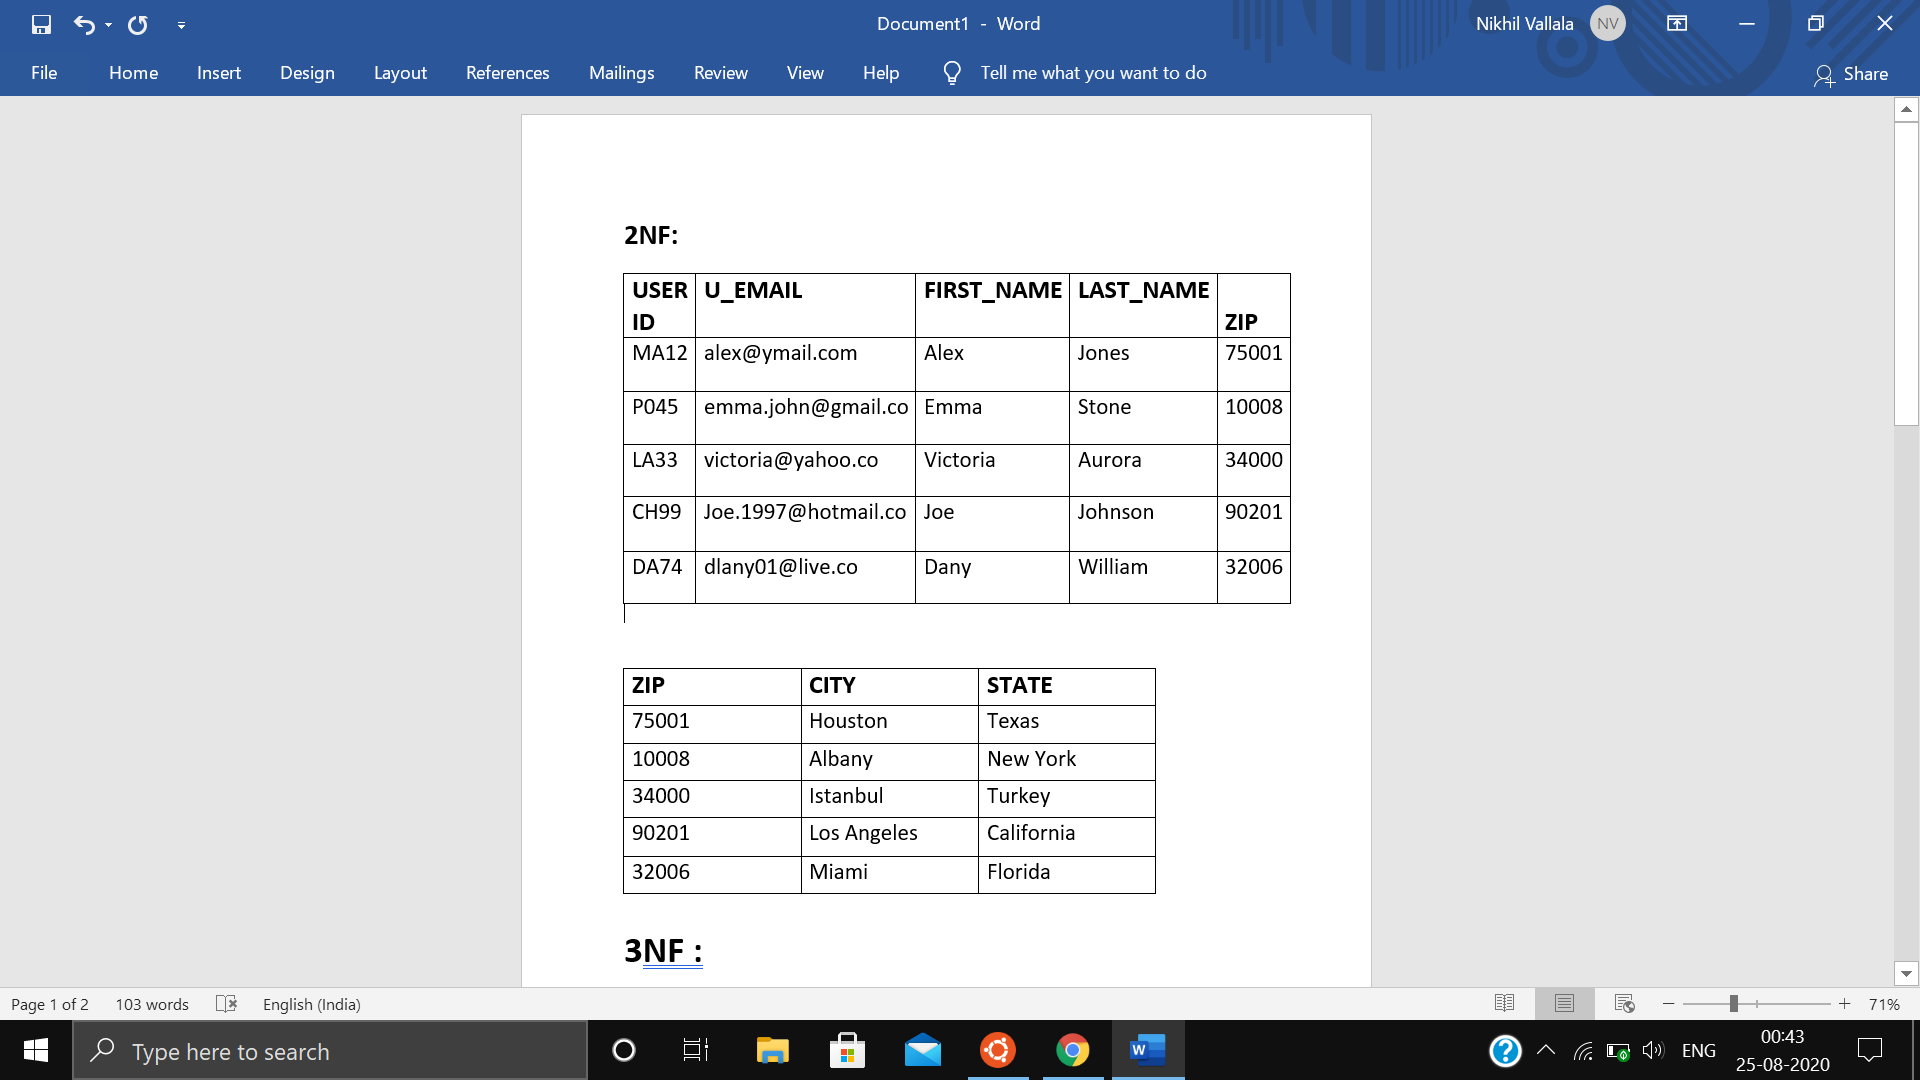 Document1 - Word
Nikhil Vallala NV
File Home Insert Design Layout References Mailings Review View Help Tell me what you want to do Share
2NF:
USER ID U_EMAIL FIRST_NAME LAST_NAME ZIP
MA12 alex@ymail.com Alex Jones 75001
P045 emma.john@gmail.co Emma Stone 10008
LA33 victoria@yahoo.co Victoria Aurora 34000
CH99 Joe.1997@hotmail.co Joe Johnson 90201
DA74 dlany01@live.co Dany William 32006
ZIP CITY STATE
75001 Houston Texas
10008 Albany New York
34000 Istanbul Turkey
90201 Los Angeles California
32006 Miami Florida
3NF :
Page 1 of 2 103 words English (India) 71%
Type here to search
W
ENG
00:43
25-08-2020